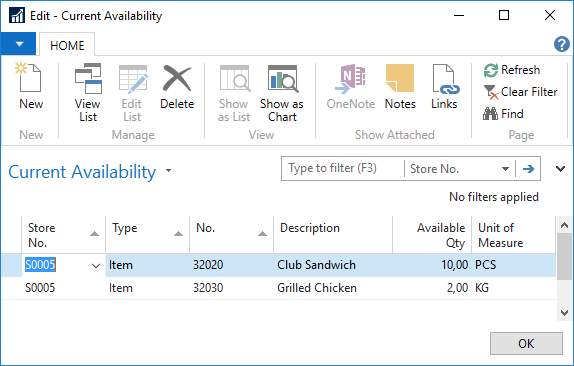 Edit - Current Availability
HOME
New
View List
Edit List
Delete
Show as List
Show as Chart
OneNote
Notes
Links
Refresh
Clear Filter
Find
New
Manage
View
Show Attached
Page
Current Availability
Type to filter (F3)
Store No.
No filters applied
Store No.
Type
No.
Description
Available Qty
Unit of Measure
S0005 Item 32020 Club Sandwich 10,00 PCS
S0005 Item 32030 Grilled Chicken 2,00 KG
OK